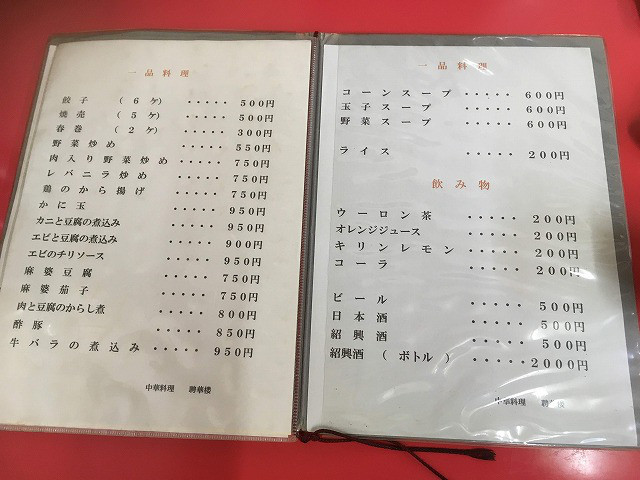 一品料理
餃子 （６ケ） ・・・・・ ５００円
焼売 （５ケ） ・・・・・ ５００円
春巻 （２ケ） ・・・・・ ３００円
野菜炒め ・・・・・ ５５０円
肉入り野菜炒め ・・・・・ ７５０円
レバニラ炒め ・・・・・ ７５０円
鶏のから揚げ ・・・・・ ７５０円
かに玉 ・・・・・ ９５０円
カニと豆腐の煮込み ・・・・・ ９５０円
エビと豆腐の煮込み ・・・・・ ９００円
エビのチリソース ・・・・・ ９５０円
麻婆豆腐 ・・・・・ ７５０円
麻婆茄子 ・・・・・ ７５０円
肉と豆腐のからし煮 ・・・・・ ８００円
酢豚 ・・・・・ ８５０円
牛バラの煮込み ・・・・・ ９５０円
中華料理 聘華楼
一品料理
コーンスープ ・・・・・ ６００円
玉子スープ ・・・・・ ６００円
野菜スープ ・・・・・ ６００円
ライス ・・・・・ ２００円
飲み物
ウーロン茶 ・・・・・ ２００円
オレンジジュース ・・・・・ ２００円
キリンレモン ・・・・・ ２００円
コーラ ・・・・・ ２００円
ビール ・・・・・ ５００円
日本酒 ・・・・・ ５００円
紹興酒 ・・・・・ ５００円
紹興酒（ボトル） ・・・・・ ２０００円
中華料理 聘華楼